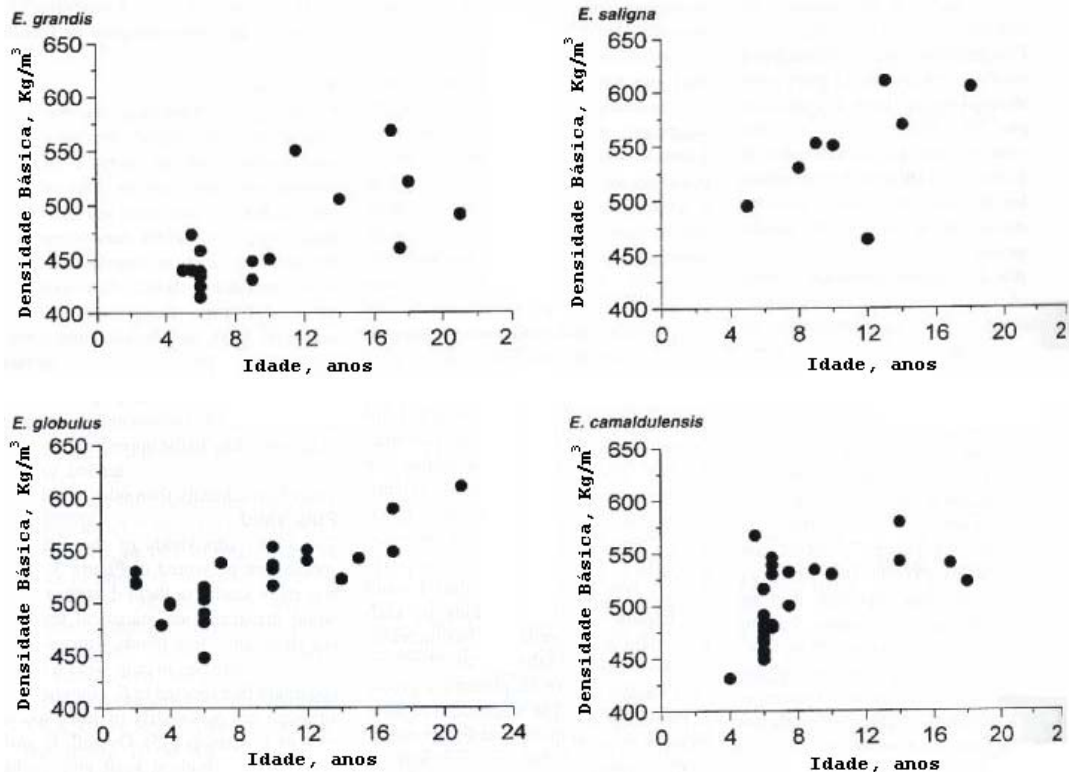 E. grandis
650
600
550
500
450
400
0 4 8 12 16 20 2
Densidade Básica, Kg/m³
Idade, anos
E. saligna
650
600
550
500
450
400
0 4 8 12 16 20 2
Densidade Básica, Kg/m³
Idade, anos
E. globulus
650
600
550
500
450
400
0 4 8 12 16 20 24
Densidade Básica, Kg/m³
Idade, anos
E. camaldulensis
650
600
550
500
450
400
0 4 8 12 16 20 2
Densidade Básica, Kg/m³
Idade, anos